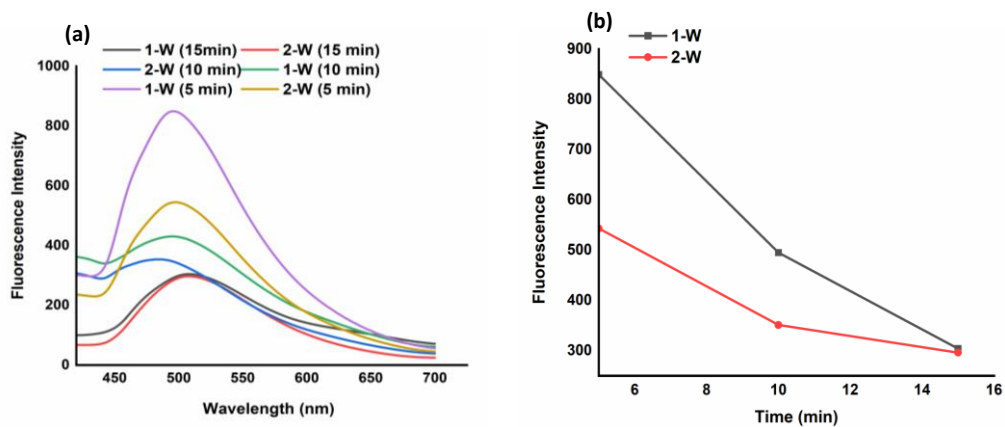 (a)
1-W (15min) 2-W (15 min)
2-W (10 min) 1-W (10 min)
1-W (5 min) 2-W (5 min)
1000
800
600
400
200
0
Fluorescence Intensity
450 500 550 600 650 700
Wavelength (nm)
(b)
1-W
2-W
900
800
700
600
500
400
300
Fluorescence Intensity
6 8 10 12 14 16
Time (min)